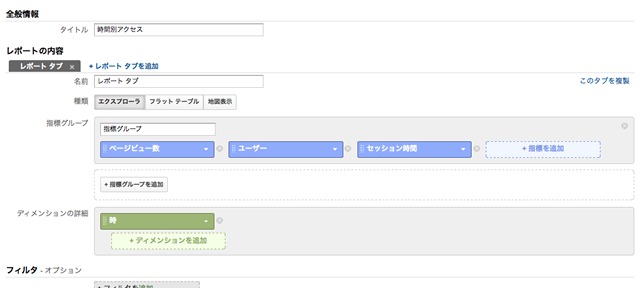 全般情報
タイトル 時間別アクセス
レポートの内容
レポート タブ × + レポート タブを追加
名前 レポート タブ このタブを複製
種類 エクスプローラ フラット テーブル 地図表示
指標グループ 指標グループ
ページビュー数 ユーザー セッション時間 + 指標を追加
+ 指標グループを追加
ディメンションの詳細 時
+ ディメンションを追加
フィルタ - オプション
+ フィルタを追加